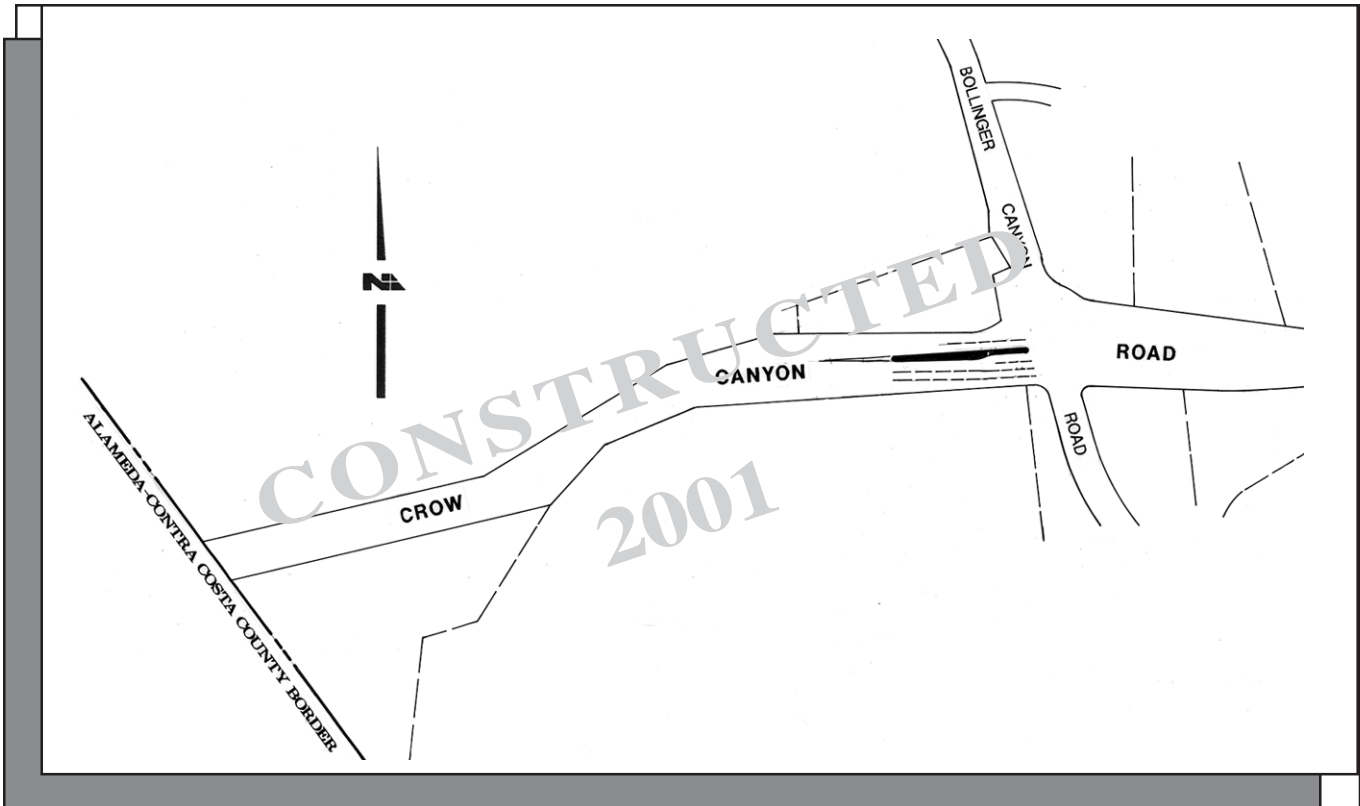 BOLLINGER
CANYON
ROAD
N
CROW
CANYON
ROAD
ALAMEDA-CONTRA COSTA COUNTY BORDER
CONSTRUCTED
2001